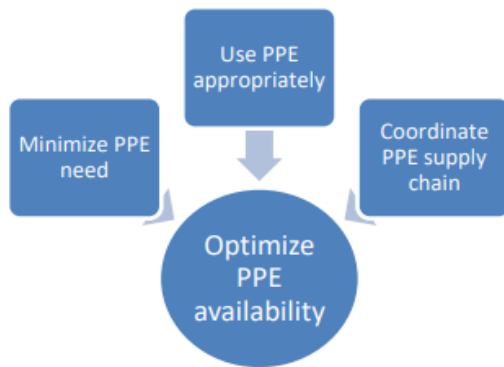 Use PPE
appropriately
Minimize PPE
need
Coordinate
PPE supply
chain
Optimize
PPE
availability